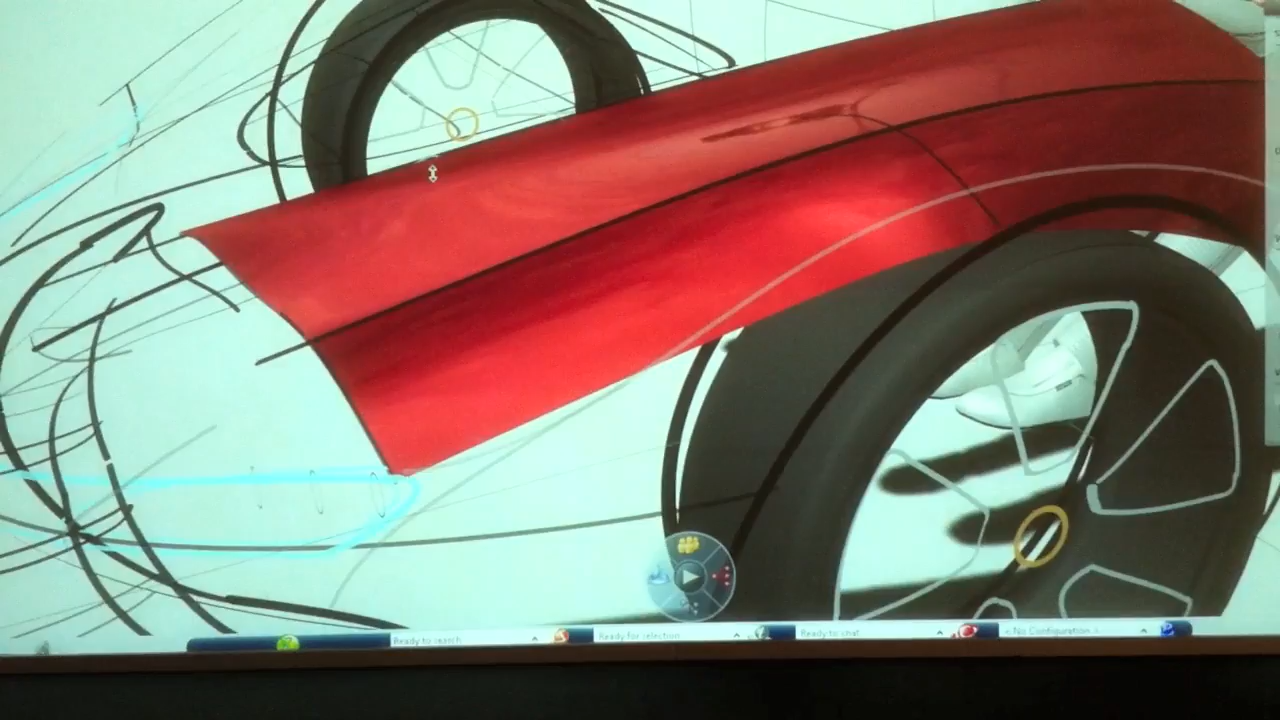 Ready to search
Ready for selection
Ready to chat
< No Configuration >